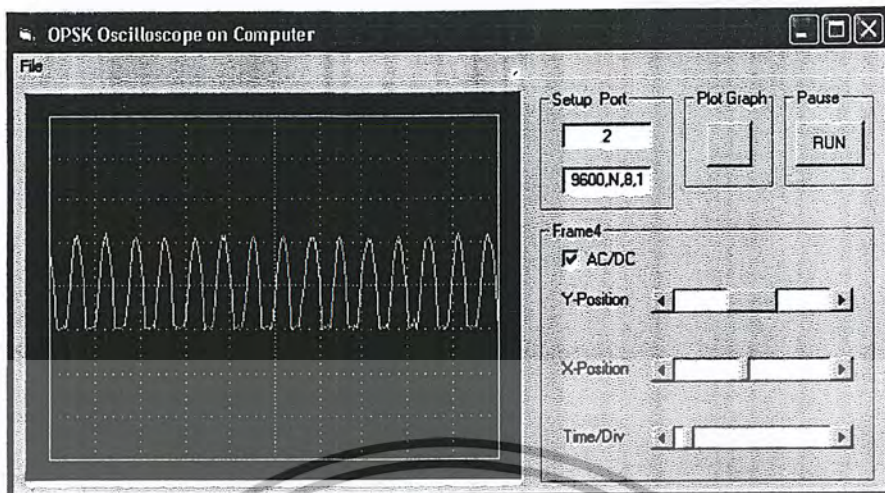 OPSK Oscilloscope on Computer
File
Setup Port
2
9600,N,8,1
Plot Graph
Pause
RUN
Frame4
AC/DC
Y-Position
X-Position
Time/Div